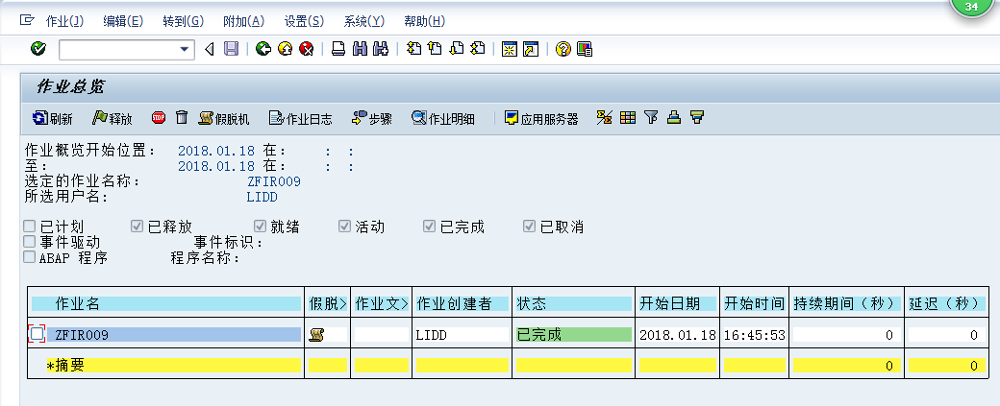 34
作业(J) 编辑(E) 转到(G) 附加(A) 设置(S) 系统(Y) 帮助(H)
作业总览
刷新 释放 STOP 假脱机 作业日志 步骤 作业明细 应用服务器
作业概览开始位置: 2018.01.18 在: : :
至: 2018.01.18 在: : :
选定的作业名称: ZFIR009
所选用户名: LIDD
已计划 已释放 就绪 活动 已完成 已取消
事件驱动 事件标识:
ABAP 程序 程序名称:
作业名 假脱> 作业文> 作业创建者 状态 开始日期 开始时间 持续期间（秒） 延迟（秒）
ZFIR009 LIDD 已完成 2018.01.18 16:45:53 0 0
*摘要 0 0